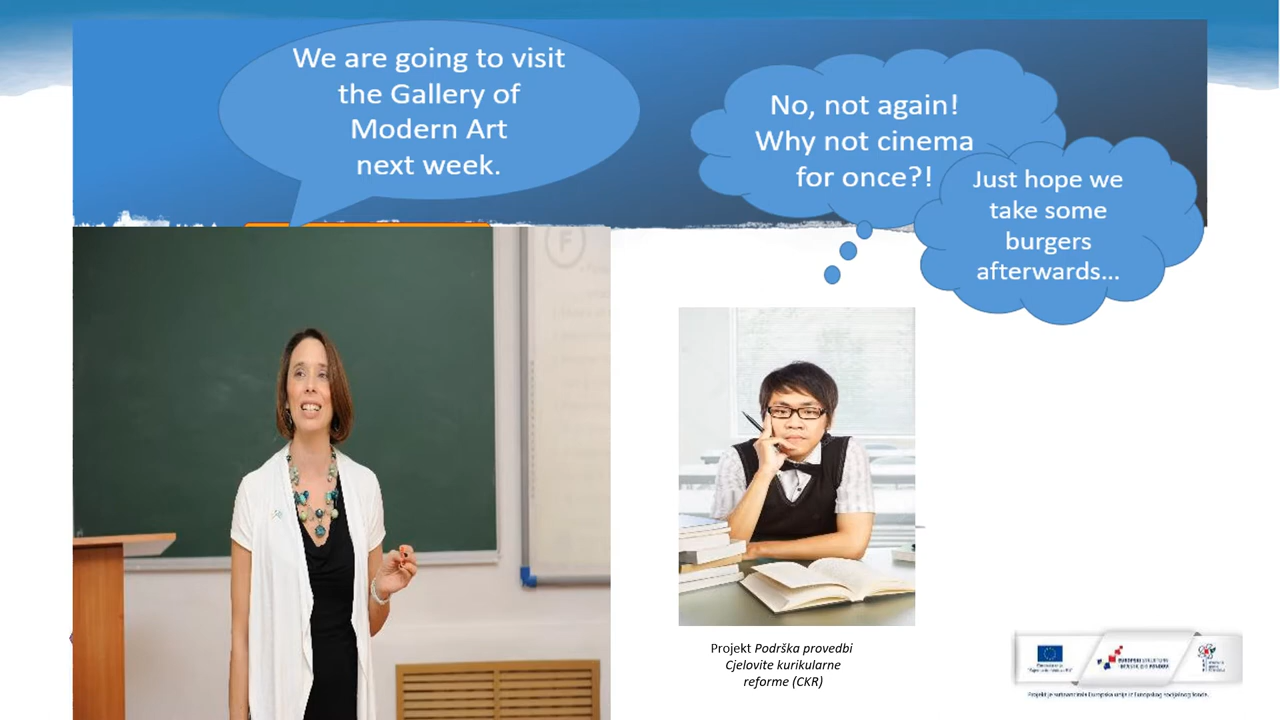 We are going to visit
the Gallery of
Modern Art
next week.
No, not again!
Why not cinema
for once?!
Just hope we
take some
burgers
afterwards...
F
Projekt Podrška provedbi
Cjelovite kurikularne
reforme (CKR)